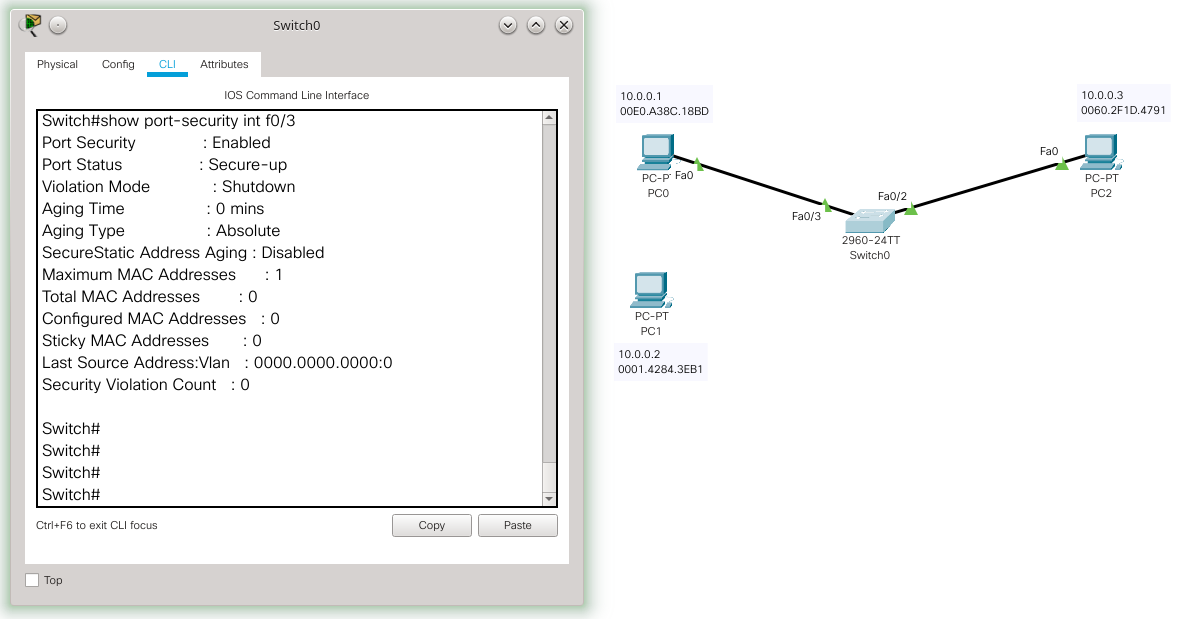 Switch0
Physical Config CLI Attributes
IOS Command Line Interface
Switch#show port-security int f0/3
Port Security : Enabled
Port Status : Secure-up
Violation Mode : Shutdown
Aging Time : 0 mins
Aging Type : Absolute
SecureStatic Address Aging : Disabled
Maximum MAC Addresses : 1
Total MAC Addresses : 0
Configured MAC Addresses : 0
Sticky MAC Addresses : 0
Last Source Address:Vlan : 0000.0000.0000:0
Security Violation Count : 0
Switch#
Switch#
Switch#
Switch#
Ctrl+F6 to exit CLI focus
Copy Paste
Top
10.0.0.1
00E0.A38C.18BD
PC-P
Fa0
PC0
10.0.0.3
0060.2F1D.4791
Fa0
PC-PT
PC2
Fa0/2
Fa0/3
2960-24TT
Switch0
PC-PT
PC1
10.0.0.2
0001.4284.3EB1